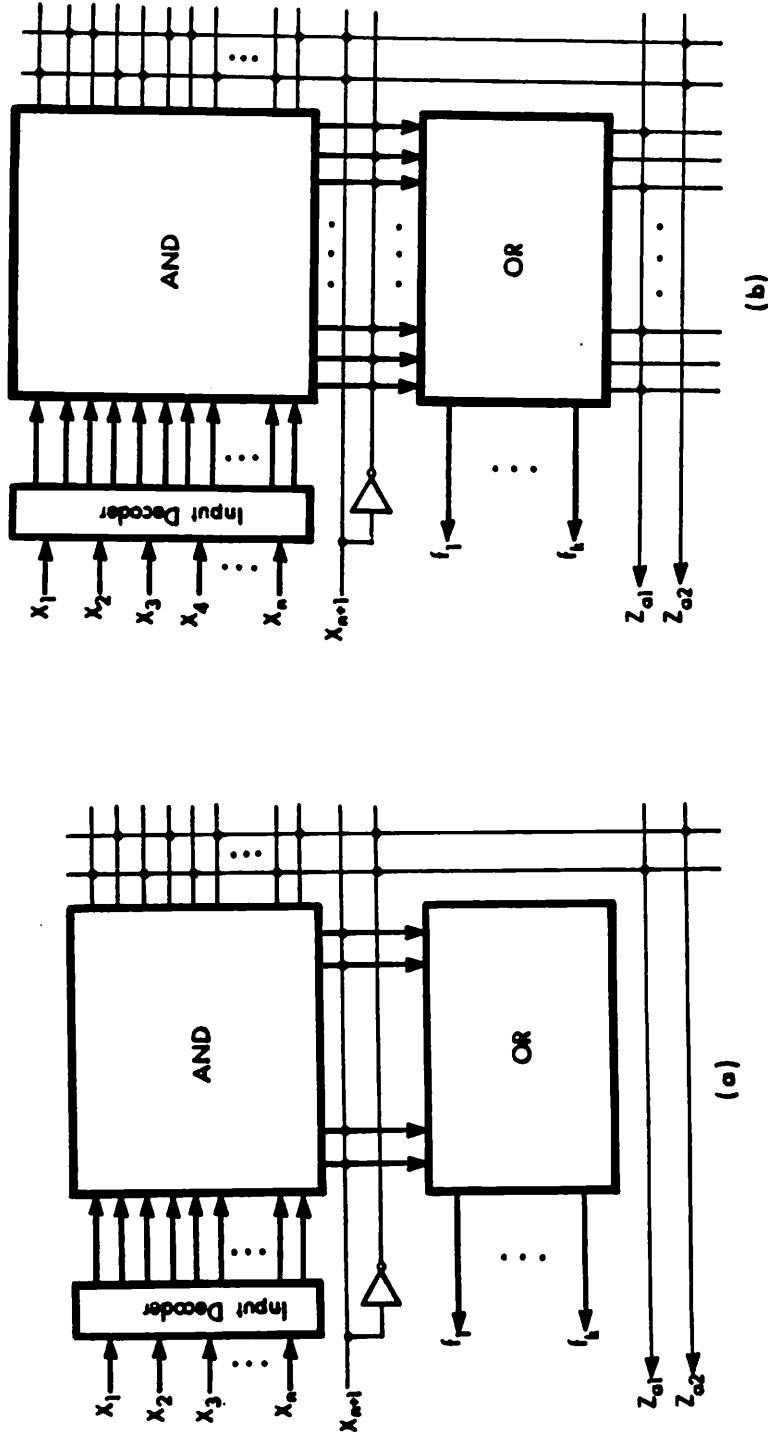 X1
X2
X3
Xn
Xn+1
Input Decoder
AND
OR
f1
fk
Za1
Za2
(a)
X1
X2
X3
X4
Xn
Xn+1
Input Decoder
AND
OR
f1
fk
Za1
Za2
(b)